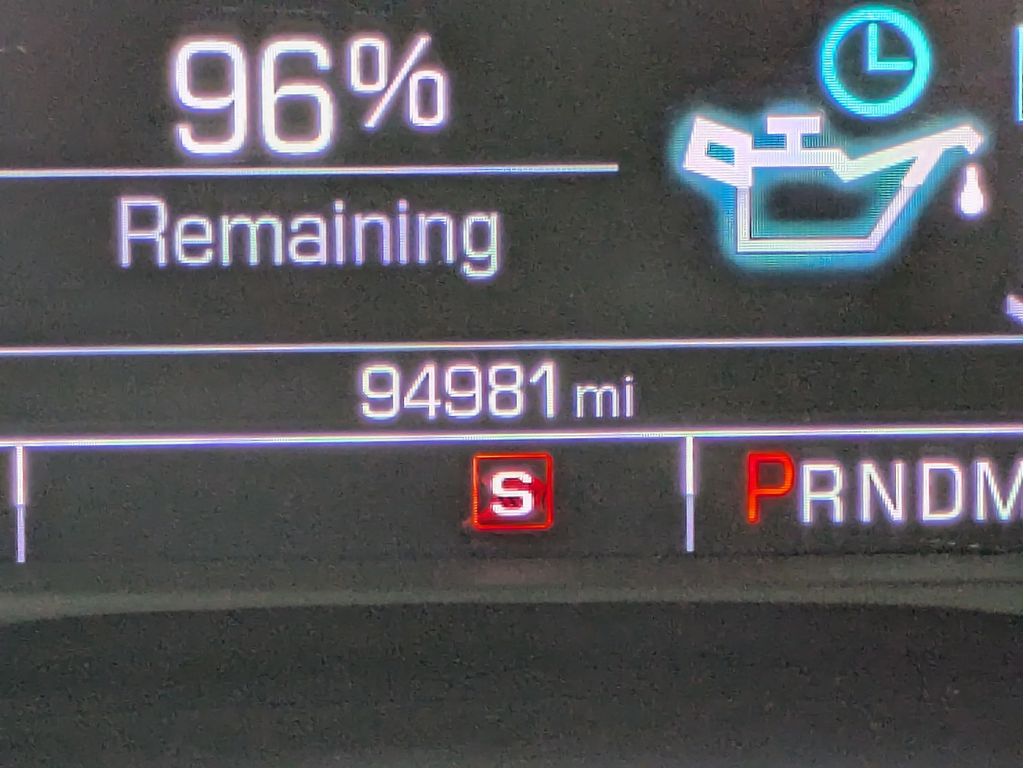 96%
Remaining
94981 mi
S
PRNDM